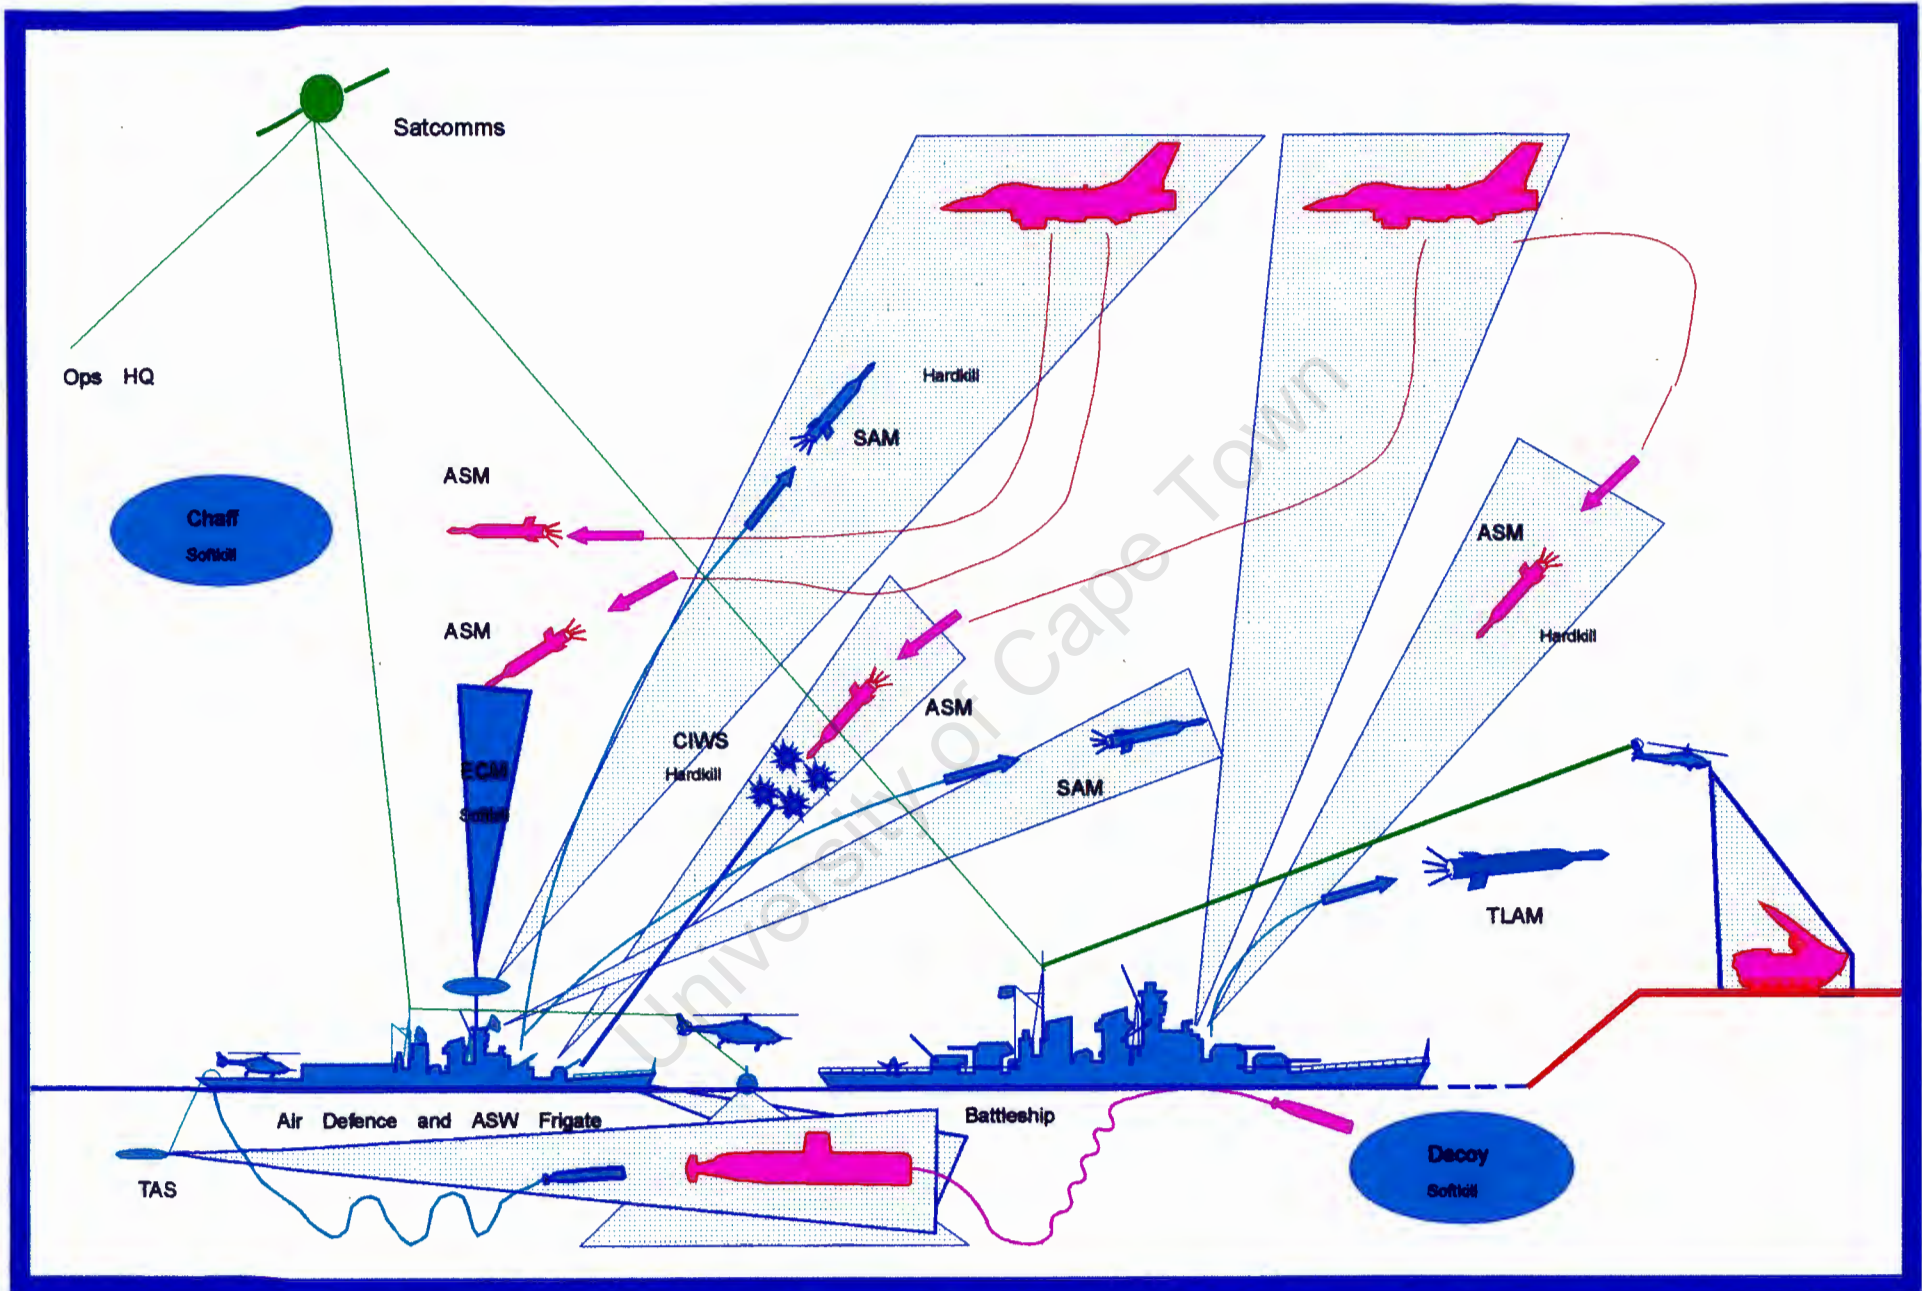 Satcomms
Ops HQ
Hardkill
SAM
ASM
Chaff
Softkill
ASM
ASM
Hardkill
CIWS
Hardkill
ASM
SAM
ECM
Softkill
TLAM
Air Defence and ASW Frigate
Battleship
TAS
Decoy
Softkill
University of Cape Town